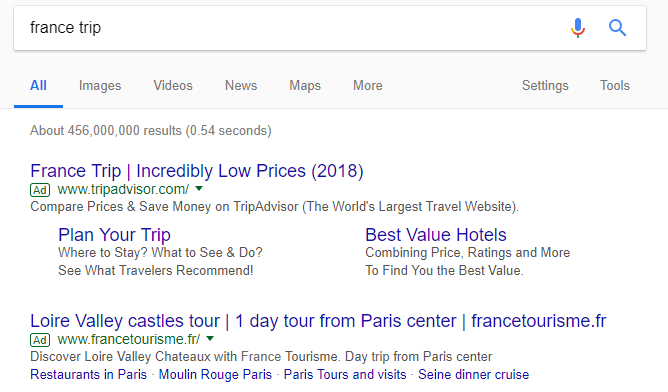 france trip
All Images Videos News Maps More Settings Tools
About 456,000,000 results (0.54 seconds)
France Trip | Incredibly Low Prices (2018)
Ad www.tripadvisor.com/
Compare Prices & Save Money on TripAdvisor (The World's Largest Travel Website).
Plan Your Trip
Where to Stay? What to See & Do?
See What Travelers Recommend!
Best Value Hotels
Combining Price, Ratings and More
To Find You the Best Value.
Loire Valley castles tour | 1 day tour from Paris center | francetourisme.fr
Ad www.francetourisme.fr/
Discover Loire Valley Chateaux with France Tourisme. Day trip from Paris center
Restaurants in Paris · Moulin Rouge Paris · Paris Tours and visits · Seine dinner cruise